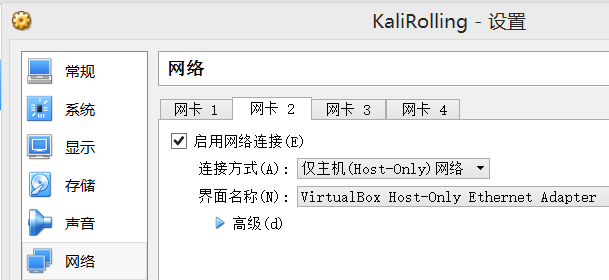 KaliRolling - 设置
常规
系统
显示
存储
声音
网络
网络
网卡 1 网卡 2 网卡 3 网卡 4
启用网络连接(E)
连接方式(A): 仅主机(Host-Only)网络
界面名称(N): VirtualBox Host-Only Ethernet Adapter
高级(d)